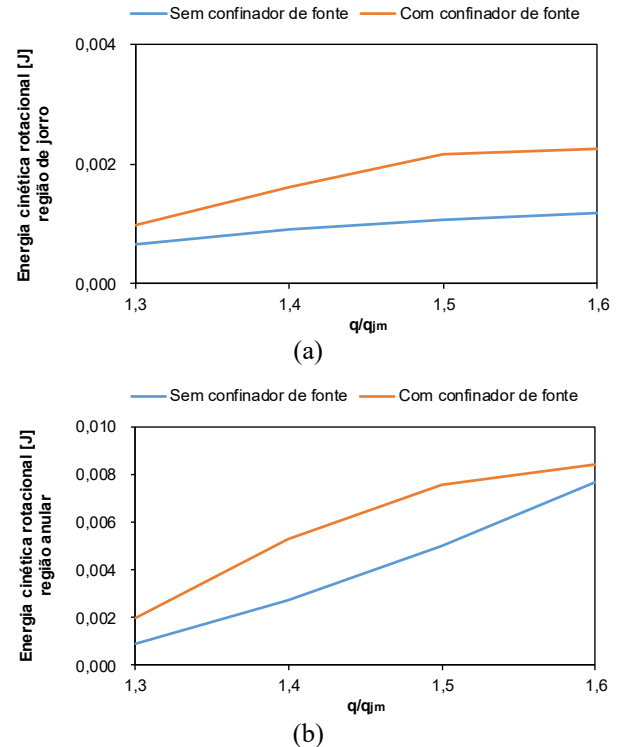 Sem confinador de fonte Com confinador de fonte
Energia cinética rotacional [J]
região de jorro
0,004
0,002
0,000
1,3 1,4 1,5 1,6
q/qjm
(a)
Sem confinador de fonte Com confinador de fonte
Energia cinética rotacional [J]
região anular
0,010
0,008
0,006
0,004
0,002
0,000
1,3 1,4 1,5 1,6
q/qjm
(b)